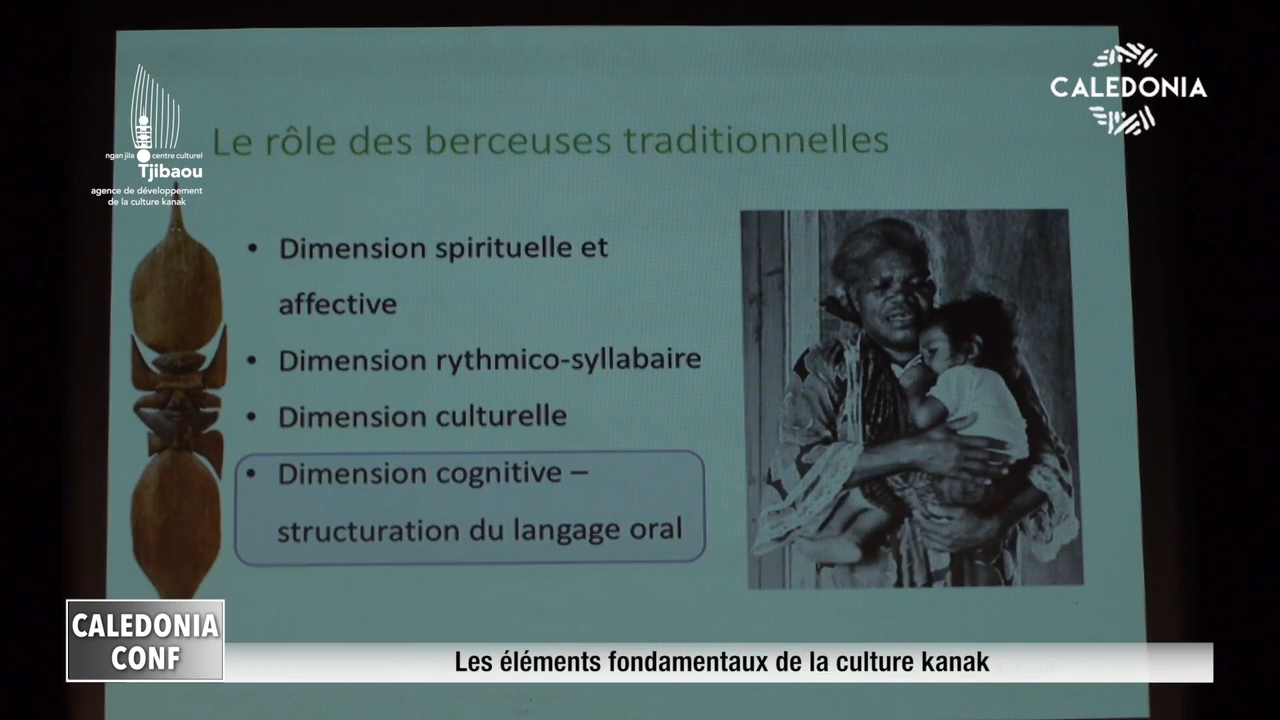 CALEDONIA
ngan jila centre culturel
Tjibaou
agence de développement
de la culture kanak
Le rôle des berceuses traditionnelles
• Dimension spirituelle et
affective
• Dimension rythmico-syllabaire
• Dimension culturelle
• Dimension cognitive –
structuration du langage oral
CALEDONIA
CONF
Les éléments fondamentaux de la culture kanak